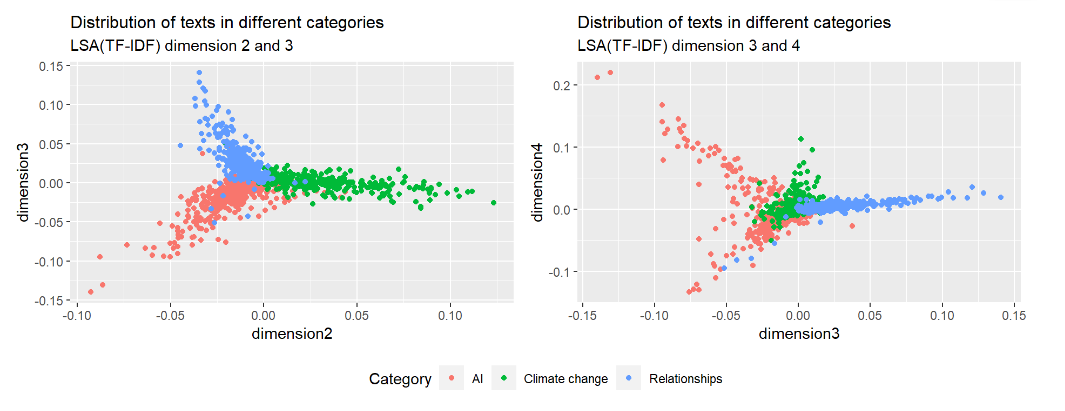 Distribution of texts in different categories
LSA(TF-IDF) dimension 2 and 3
0.15
0.10
0.05
0.00
-0.05
-0.10
-0.15
dimension3
-0.10
-0.05
0.00
0.05
0.10
dimension2
Distribution of texts in different categories
LSA(TF-IDF) dimension 3 and 4
0.2
0.1
0.0
-0.1
dimension4
-0.15
-0.10
-0.05
0.00
0.05
0.10
0.15
dimension3
Category AI Climate change Relationships